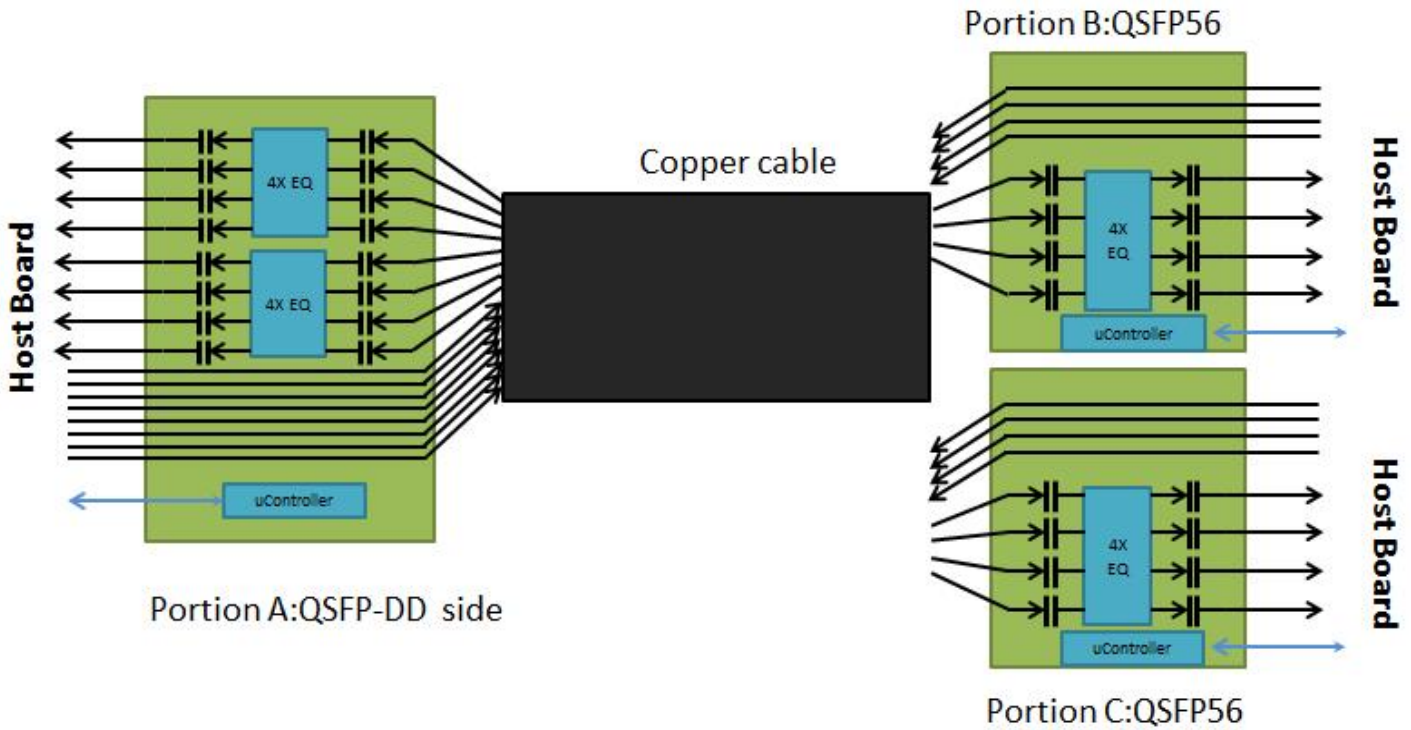 Portion B:QSFP56
Copper cable
Host Board
4X EQ
4X EQ
uController
Portion A:QSFP-DD side
4X
EQ
uController
Host Board
4X
EQ
uController
Host Board
Portion C:QSFP56